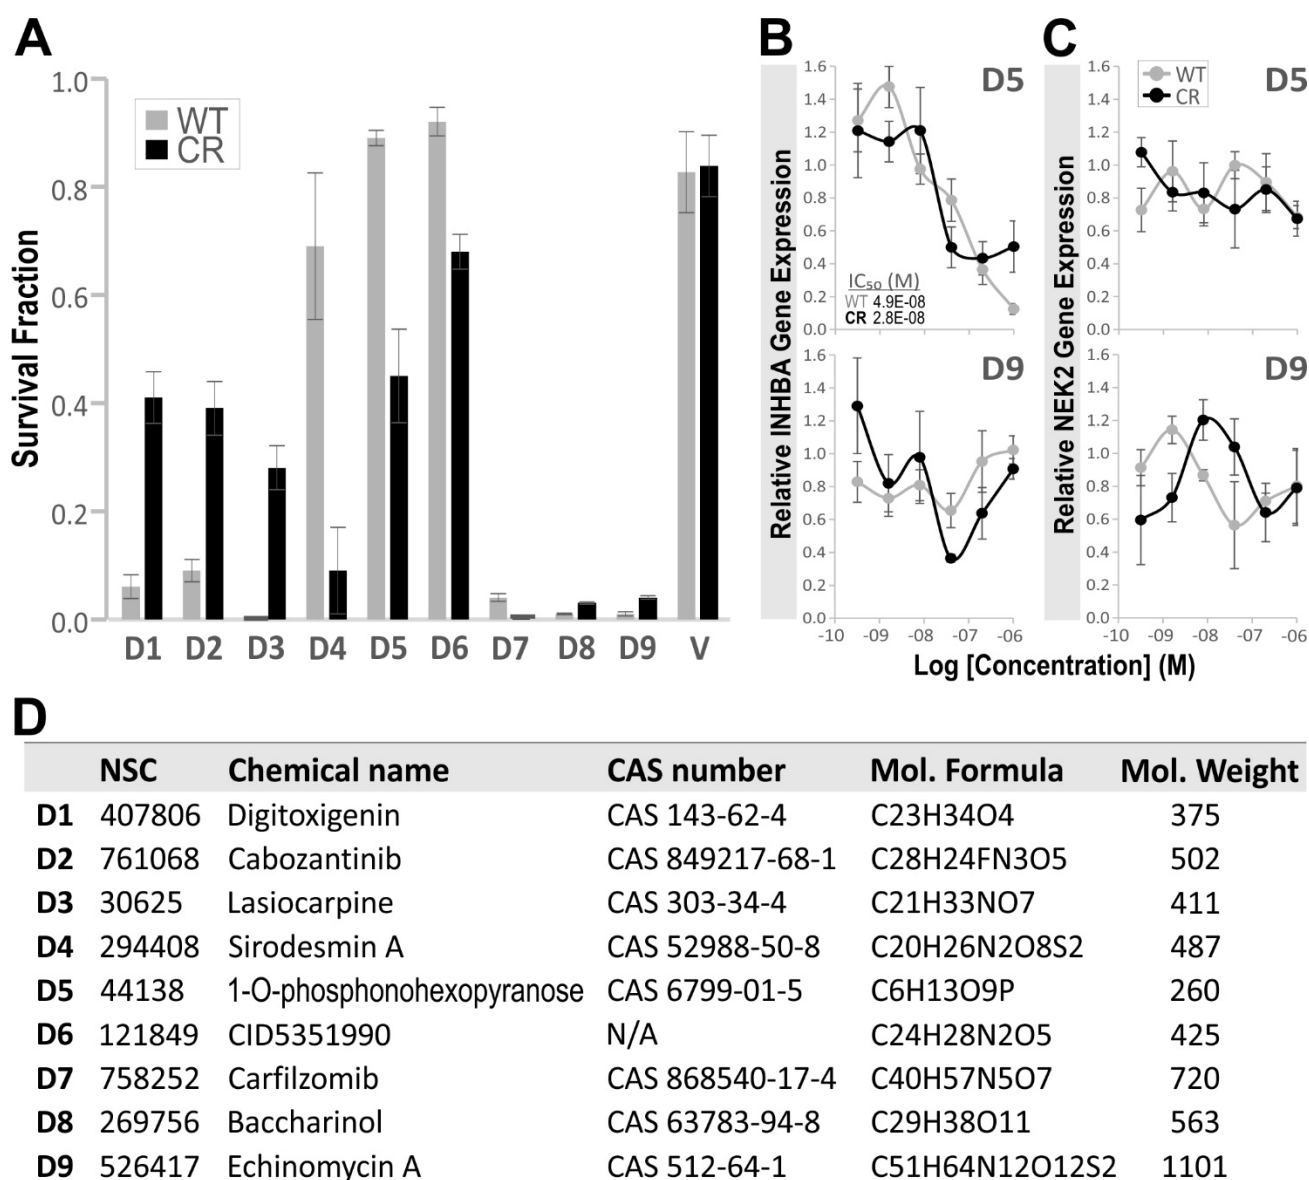 A
1.0
0.8
0.6
0.4
0.2
0.0
Survival Fraction
WT
CR
D1 D2 D3 D4 D5 D6 D7 D8 D9 V
B
Relative INHBA Gene Expression
1.6
1.4
1.2
1.0
0.8
0.6
0.4
0.2
0.0
D5
IC₅₀ (M)
WT 4.9E-08
CR 2.8E-08
1.6
1.4
1.2
1.0
0.8
0.6
0.4
0.2
0.0
D9
-10 -09 -08 -07 -06
C
Relative NEK2 Gene Expression
1.6
1.4
1.2
1.0
0.8
0.6
0.4
0.2
0.0
WT
CR
D5
1.6
1.4
1.2
1.0
0.8
0.6
0.4
0.2
0.0
D9
-10 -09 -08 -07 -06
Log [Concentration] (M)
D
NSC Chemical name CAS number Mol. Formula Mol. Weight
D1 407806 Digitoxigenin CAS 143-62-4 C23H34O4 375
D2 761068 Cabozantinib CAS 849217-68-1 C28H24FN3O5 502
D3 30625 Lasiocarpine CAS 303-34-4 C21H33NO7 411
D4 294408 Sirodesmin A CAS 52988-50-8 C20H26N2O8S2 487
D5 44138 1-O-phosphonohexopyranose CAS 6799-01-5 C6H13O9P 260
D6 121849 CID5351990 N/A C24H28N2O5 425
D7 758252 Carfilzomib CAS 868540-17-4 C40H57N5O7 720
D8 269756 Baccharinol CAS 63783-94-8 C29H38O11 563
D9 526417 Echinomycin A CAS 512-64-1 C51H64N12O12S2 1101